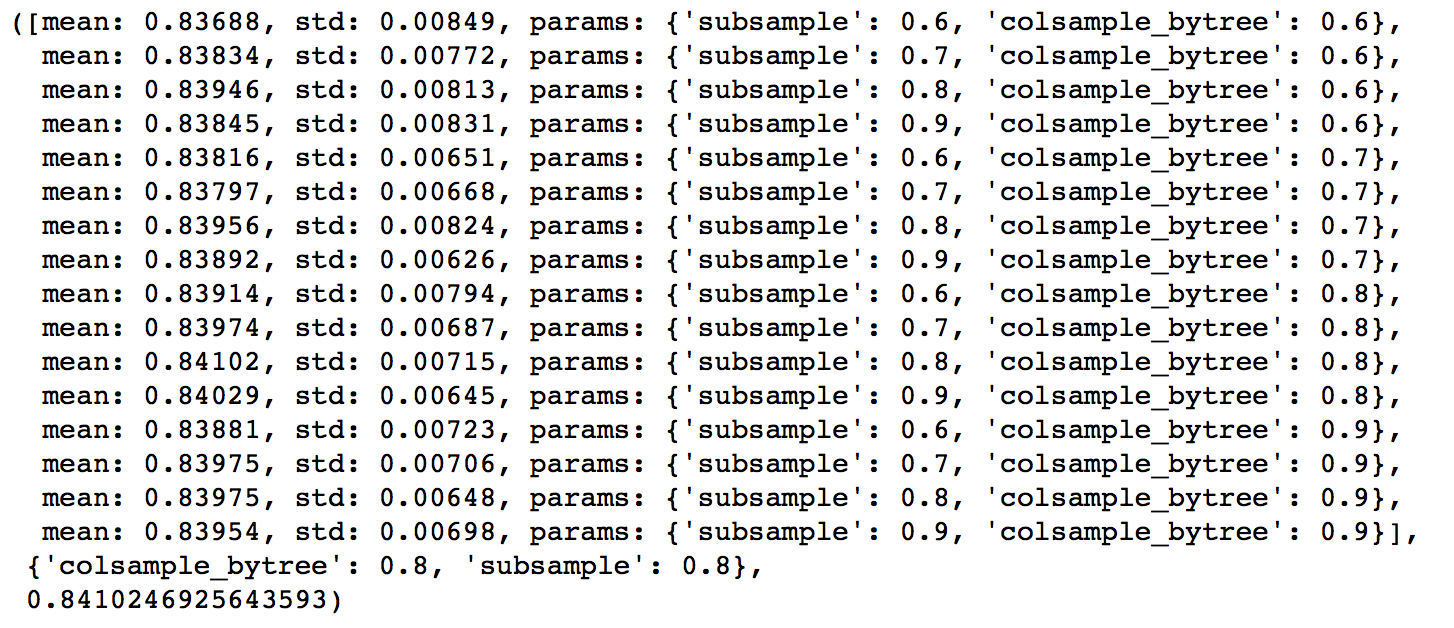 ([mean: 0.83688, std: 0.00849, params: {'subsample': 0.6, 'colsample_bytree': 0.6},
mean: 0.83834, std: 0.00772, params: {'subsample': 0.7, 'colsample_bytree': 0.6},
mean: 0.83946, std: 0.00813, params: {'subsample': 0.8, 'colsample_bytree': 0.6},
mean: 0.83845, std: 0.00831, params: {'subsample': 0.9, 'colsample_bytree': 0.6},
mean: 0.83816, std: 0.00651, params: {'subsample': 0.6, 'colsample_bytree': 0.7},
mean: 0.83797, std: 0.00668, params: {'subsample': 0.7, 'colsample_bytree': 0.7},
mean: 0.83956, std: 0.00824, params: {'subsample': 0.8, 'colsample_bytree': 0.7},
mean: 0.83892, std: 0.00626, params: {'subsample': 0.9, 'colsample_bytree': 0.7},
mean: 0.83914, std: 0.00794, params: {'subsample': 0.6, 'colsample_bytree': 0.8},
mean: 0.83974, std: 0.00687, params: {'subsample': 0.7, 'colsample_bytree': 0.8},
mean: 0.84102, std: 0.00715, params: {'subsample': 0.8, 'colsample_bytree': 0.8},
mean: 0.84029, std: 0.00645, params: {'subsample': 0.9, 'colsample_bytree': 0.8},
mean: 0.83881, std: 0.00723, params: {'subsample': 0.6, 'colsample_bytree': 0.9},
mean: 0.83975, std: 0.00706, params: {'subsample': 0.7, 'colsample_bytree': 0.9},
mean: 0.83975, std: 0.00648, params: {'subsample': 0.8, 'colsample_bytree': 0.9},
mean: 0.83954, std: 0.00698, params: {'subsample': 0.9, 'colsample_bytree': 0.9}],
{'colsample_bytree': 0.8, 'subsample': 0.8},
0.8410246925643593)